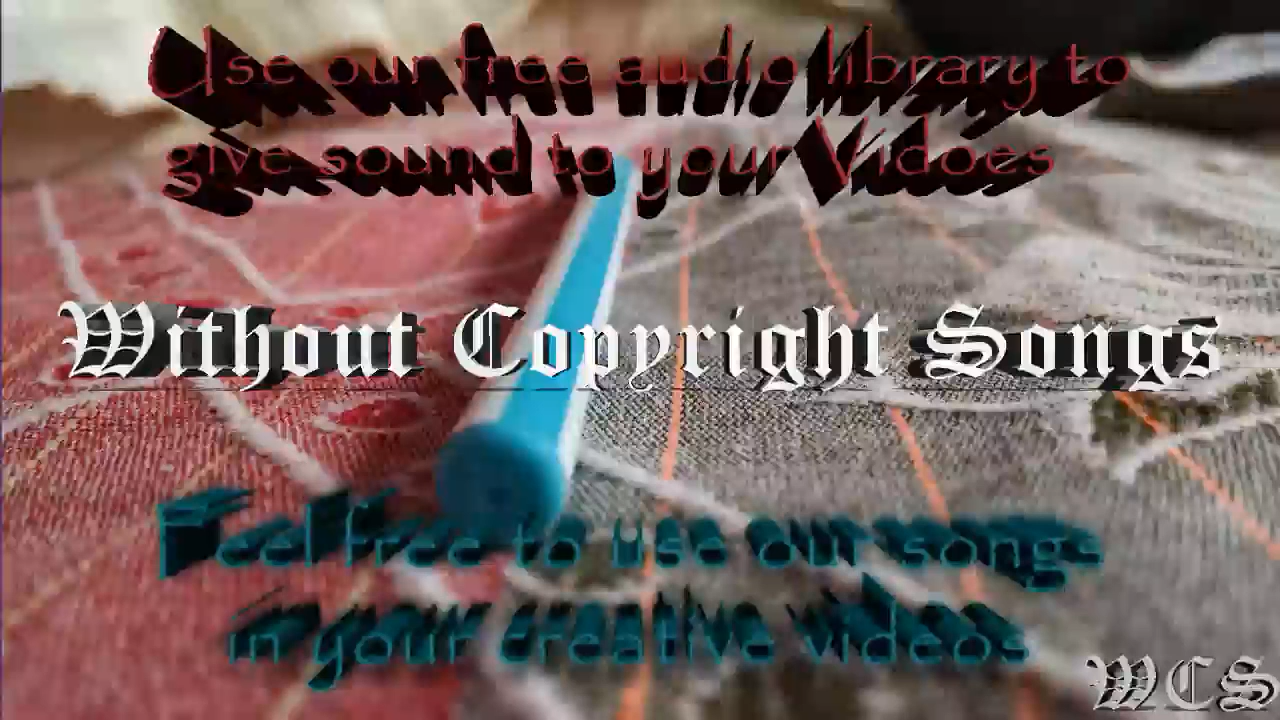 Use our free audio library to
give sound to your Vidoes
Without Copyright Songs
Feel free to use our songs
in your creative videos
WCS